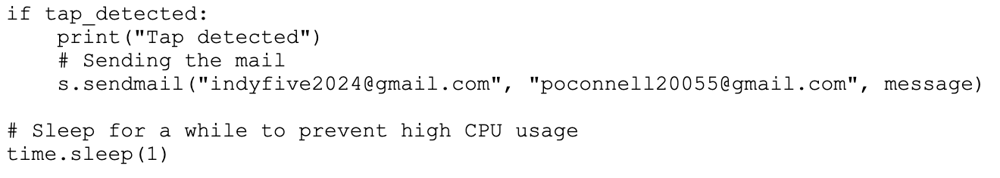 if tap_detected:
    print("Tap detected")
    # Sending the mail
    s.sendmail("indyfive2024@gmail.com", "poconnell20055@gmail.com", message)

# Sleep for a while to prevent high CPU usage
time.sleep(1)